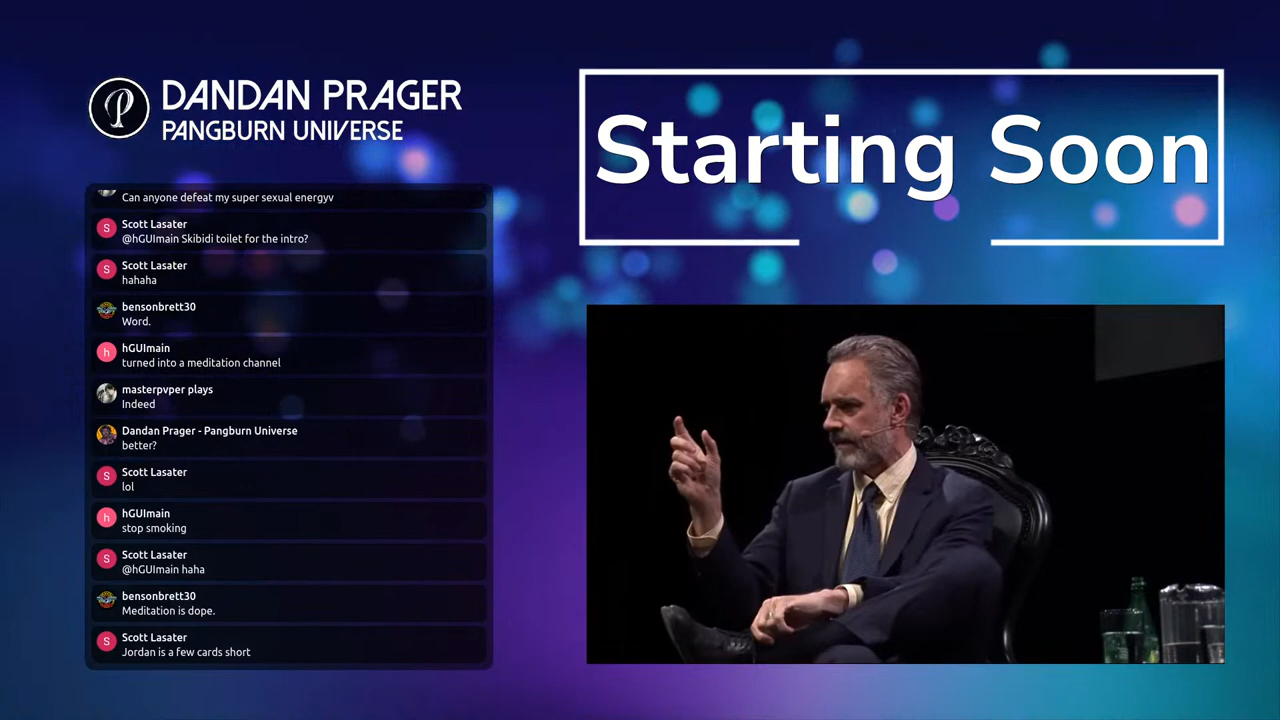 DANDAN PRAGER
PANGBURN UNIVERSE
Starting Soon
Can anyone defeat my super sexual energyv
Scott Lasater
@hGUImain Skibidi toilet for the intro?
Scott Lasater
hahaha
bensonbrett30
Word.
hGUImain
turned into a meditation channel
masterpvper plays
Indeed
Dandan Prager - Pangburn Universe
better?
Scott Lasater
lol
hGUImain
stop smoking
Scott Lasater
@hGUImain haha
bensonbrett30
Meditation is dope.
Scott Lasater
Jordan is a few cards short